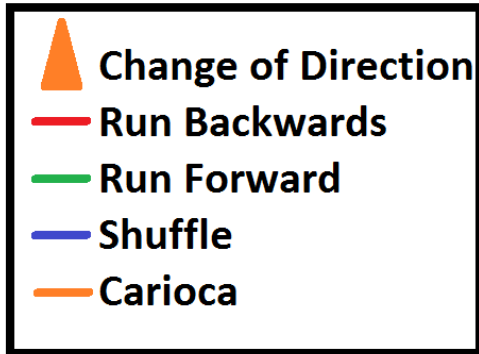 Change of Direction
Run Backwards
Run Forward
Shuffle
Carioca